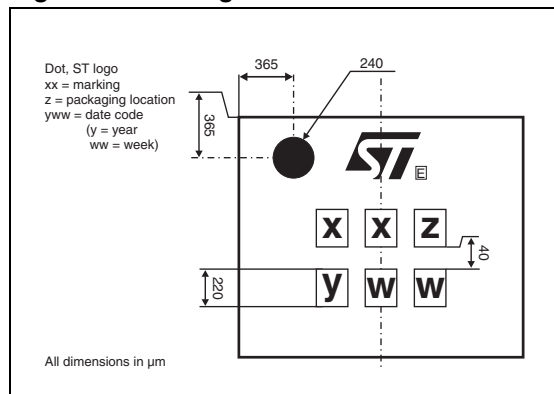 Dot, ST logo
xx = marking
z = packaging location
yww = date code
(y = year
ww = week)
365
240
365
ST
E
x x z
40
y w w
220
All dimensions in µm